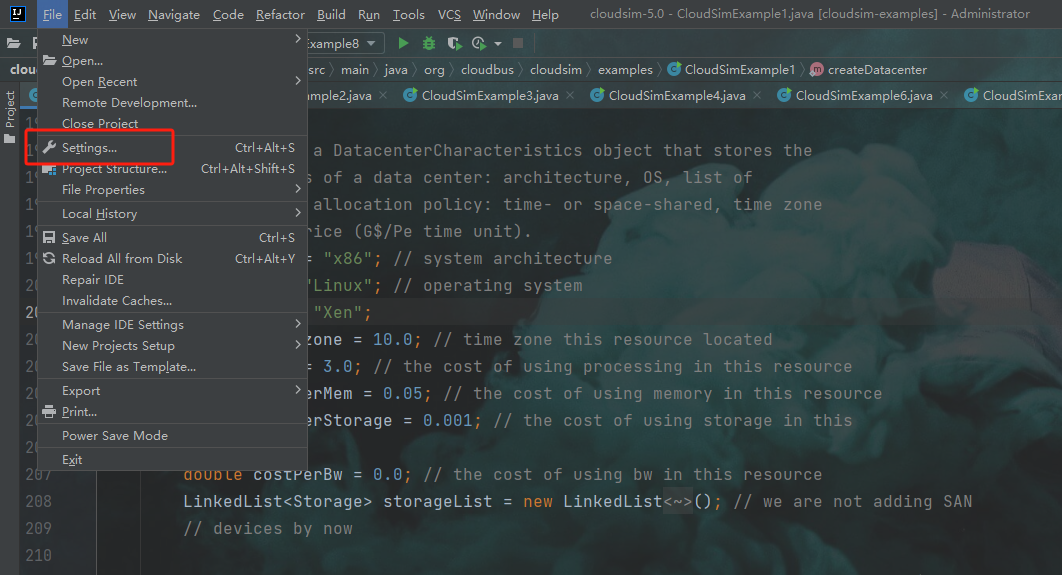 File Edit View Navigate Code Refactor Build Run Tools VCS Window Help cloudsim-5.0 - CloudSimExample1.java [cloudsim-examples] - Administrator
Example8
src main java org cloudbus cloudsim examples CloudSimExample1 createDatacenter
mple2.java CloudSimExample3.java CloudSimExample4.java CloudSimExample6.java CloudSimExar
Project
New
Open...
Open Recent
Remote Development...
Close Project
Settings... Ctrl+Alt+S
Project Structure... Ctrl+Alt+Shift+S
File Properties
Local History
Save All Ctrl+S
Reload All from Disk Ctrl+Alt+Y
Repair IDE
Invalidate Caches...
Manage IDE Settings
New Projects Setup
Save File as Template...
Export
Print...
Power Save Mode
Exit
a DatacenterCharacteristics object that stores the
s of a data center: architecture, OS, list of
allocation policy: time- or space-shared, time zone
rice (G$/Pe time unit).
= "x86"; // system architecture
"Linux"; // operating system
"Xen";
zone = 10.0; // time zone this resource located
= 3.0; // the cost of using processing in this resource
erMem = 0.05; // the cost of using memory in this resource
erStorage = 0.001; // the cost of using storage in this
207 double costPerBw = 0.0; // the cost of using bw in this resource
208 LinkedList<Storage> storageList = new LinkedList<~>(); // we are not adding SAN
209 // devices by now
210